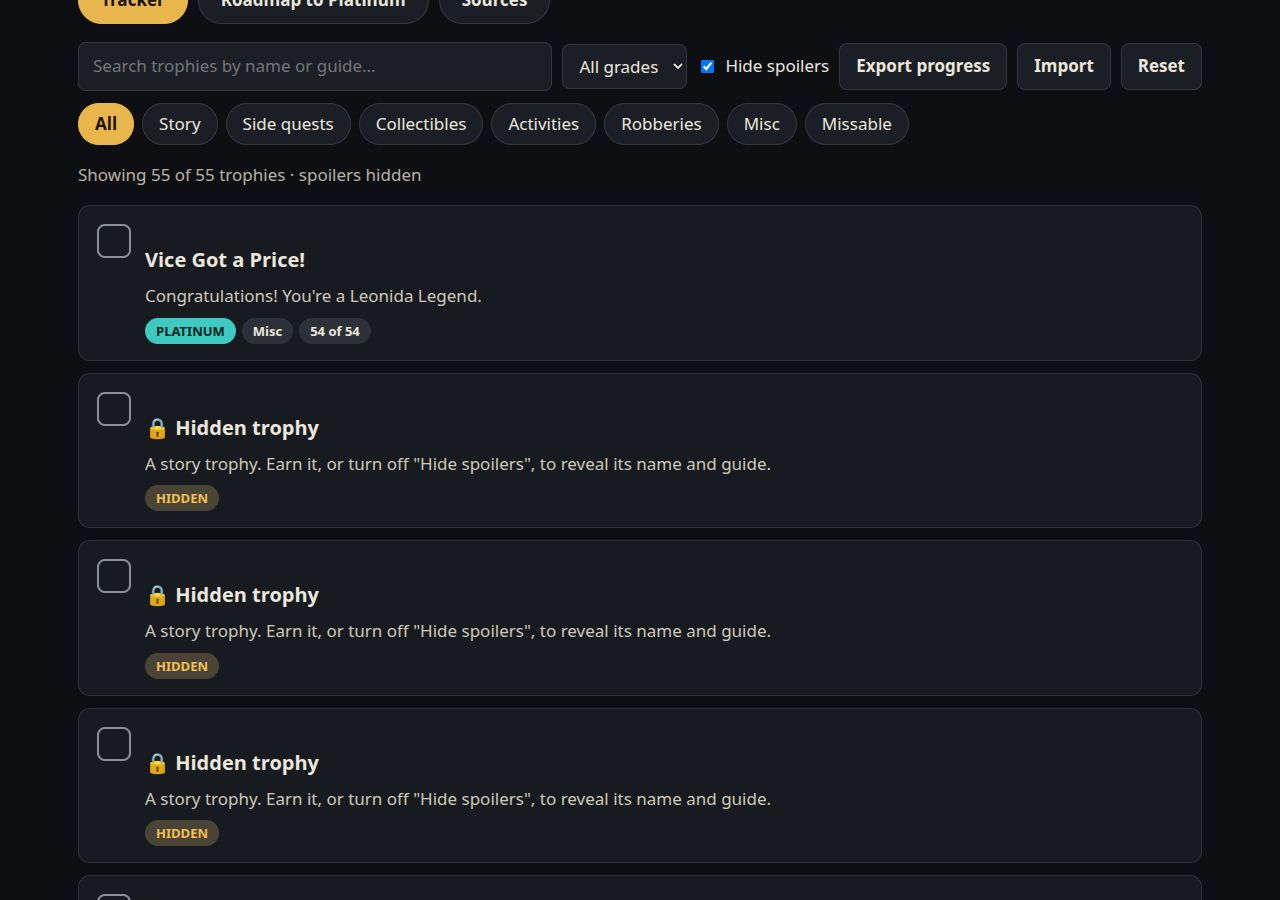 Tracker Roadmap to Platinum Sources
Search trophies by name or guide... All grades Hide spoilers Export progress Import Reset
All Story Side quests Collectibles Activities Robberies Misc Missable
Showing 55 of 55 trophies · spoilers hidden
Vice Got a Price!
Congratulations! You're a Leonida Legend.
PLATINUM Misc 54 of 54
Hidden trophy
A story trophy. Earn it, or turn off "Hide spoilers", to reveal its name and guide.
HIDDEN
Hidden trophy
A story trophy. Earn it, or turn off "Hide spoilers", to reveal its name and guide.
HIDDEN
Hidden trophy
A story trophy. Earn it, or turn off "Hide spoilers", to reveal its name and guide.
HIDDEN